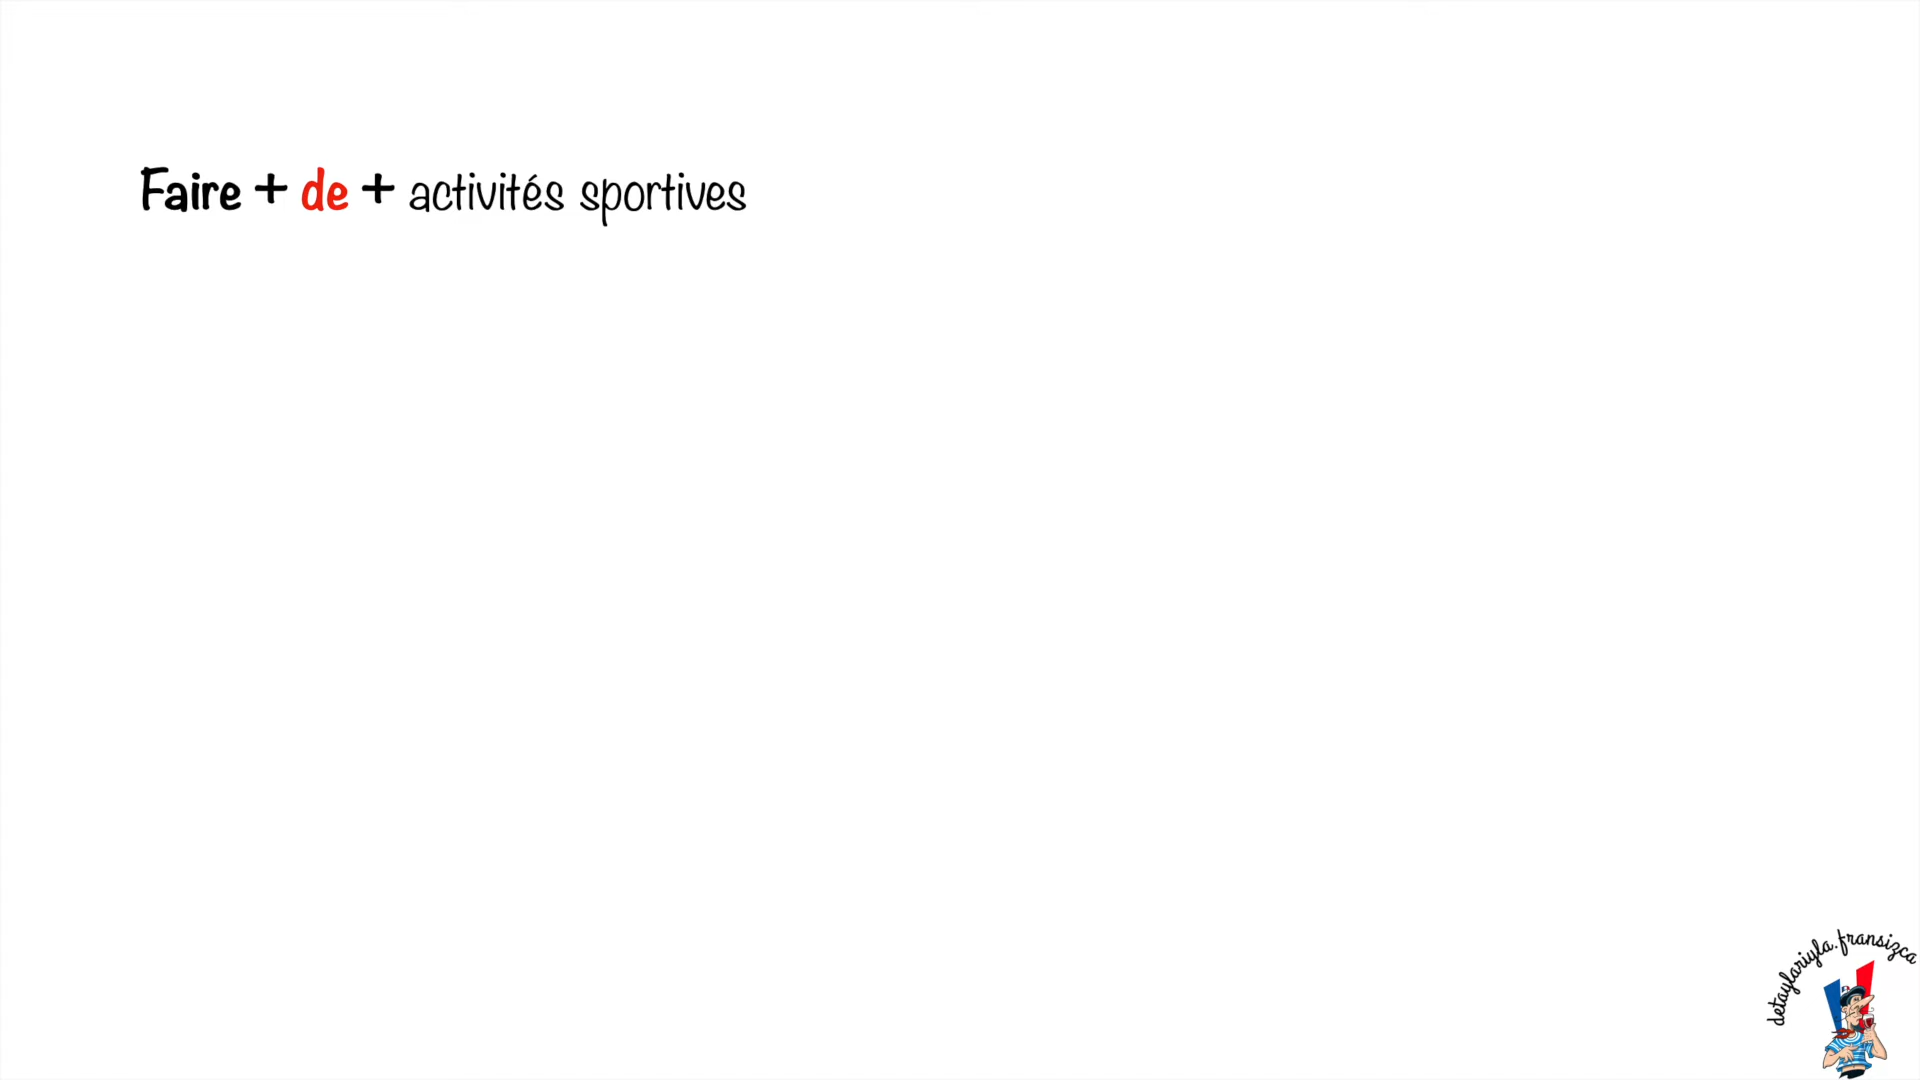 Faire + de + activités sportives
detaylariyla.fransizca